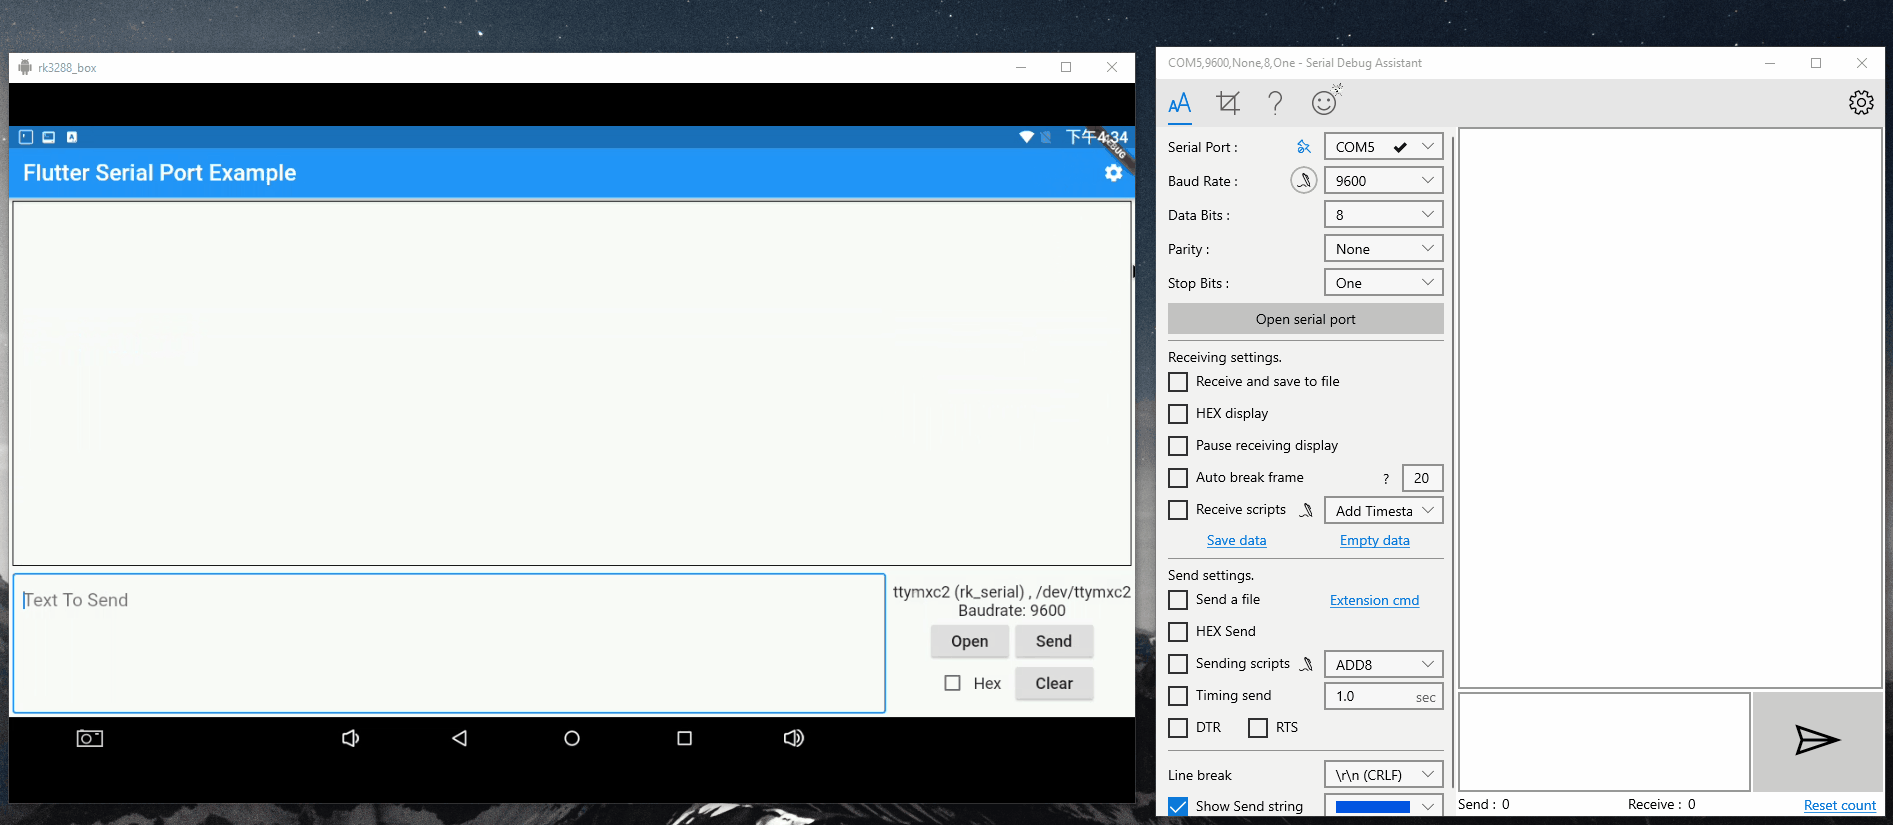 rk3288_box
下午4:34
DEBUG
Flutter Serial Port Example
Text To Send
ttymxc2 (rk_serial) , /dev/ttymxc2
Baudrate: 9600
Open
Send
Hex
Clear
COM5,9600,None,8,One - Serial Debug Assistant
AA
?
Serial Port :
COM5
Baud Rate :
9600
Data Bits :
8
Parity :
None
Stop Bits :
One
Open serial port
Receiving settings.
Receive and save to file
HEX display
Pause receiving display
Auto break frame
?
20
Receive scripts
Add Timesta
Save data
Empty data
Send settings.
Send a file
Extension cmd
HEX Send
Sending scripts
ADD8
Timing send
1.0
sec
DTR
RTS
Line break
\r\n (CRLF)
Show Send string
Send : 0
Receive : 0
Reset count